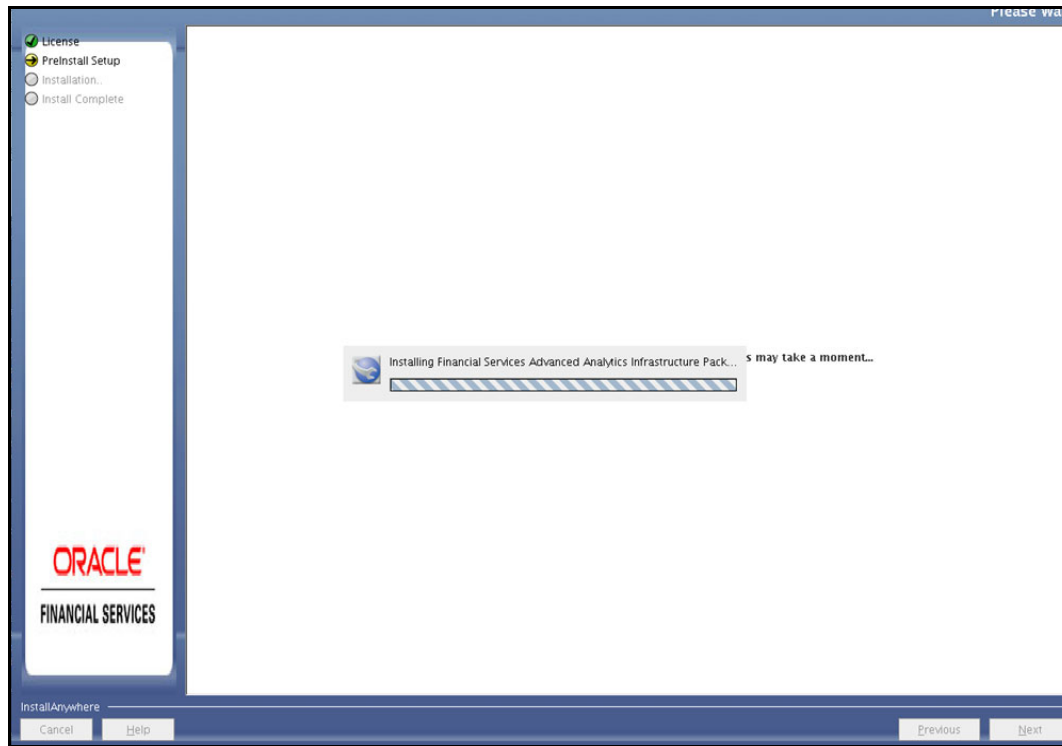 Please Wa
License
PreInstall Setup
Installation..
Install Complete
Installing Financial Services Advanced Analytics Infrastructure Pack...
s may take a moment...
ORACLE
FINANCIAL SERVICES
InstallAnywhere
Cancel
Help
Previous
Next